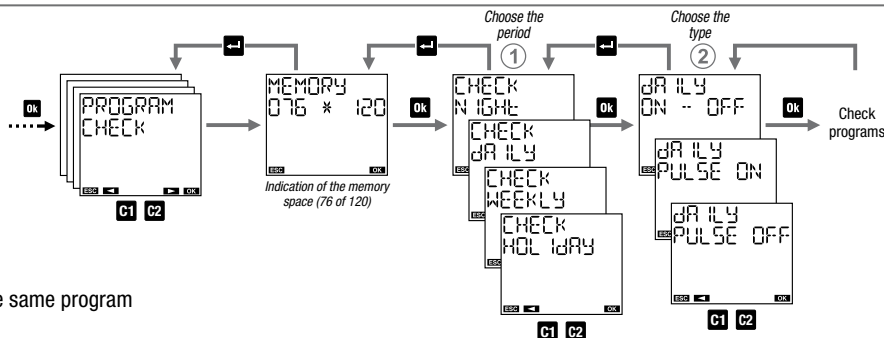 Choose the
period
1
Choose the
type
2
Ok
PROGRAM
CHECK
ESC ◄ ► OK
C1 C2
MEMORY
076 * 120
ESC OK
Indication of the memory
space (76 of 120)
Ok
CHECK
NIGHt
CHECK
dAILY
CHECK
WEEKLY
CHECK
HOLIdAY
ESC ◄ OK
C1 C2
Ok
dAILY
ON -- OFF
ESC
dAILY
PULSE ON
dAILY
PULSE OFF
ESC ◄ OK
C1 C2
Ok
Check
programs
e same program